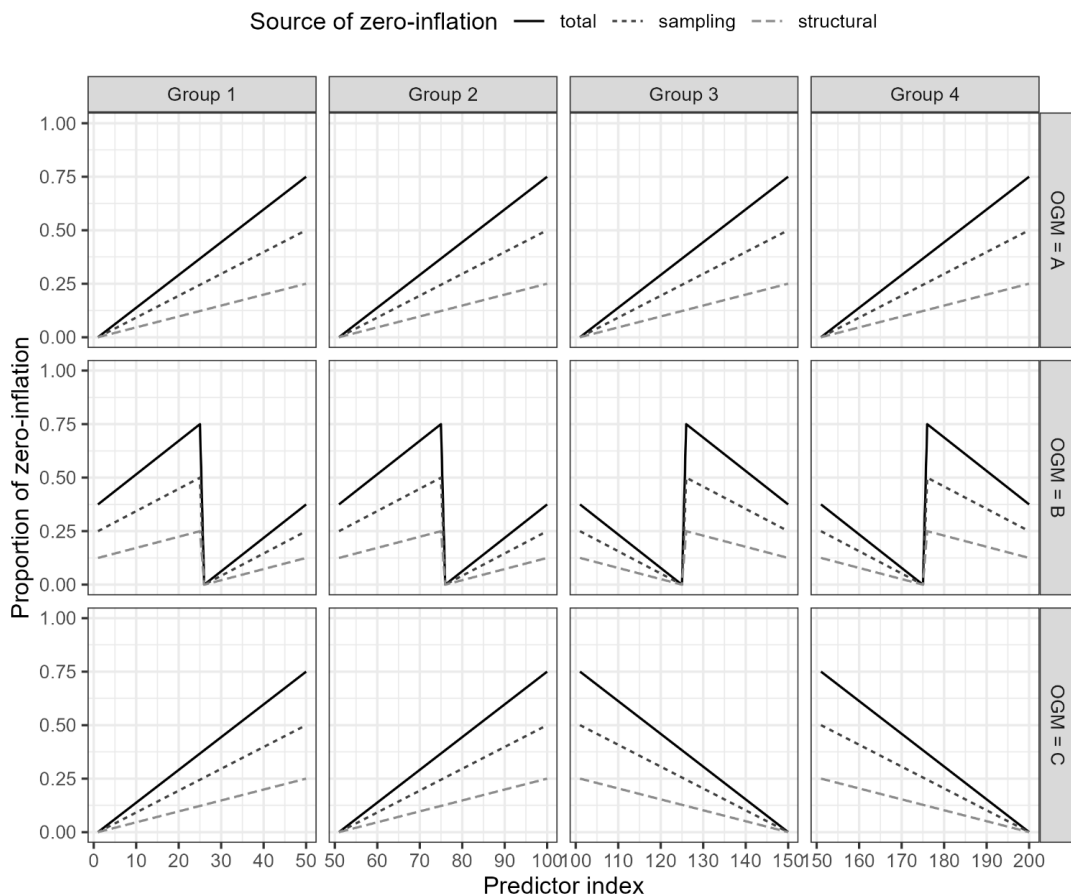 Source of zero-inflation total sampling structural
Group 1 Group 2 Group 3 Group 4
Proportion of zero-inflation
1.00
0.75
0.50
0.25
0.00
OGM = A
1.00
0.75
0.50
0.25
0.00
OGM = B
1.00
0.75
0.50
0.25
0.00
OGM = C
0 10 20 30 40 50 50 60 70 80 90 100 100 110 120 130 140 150 150 160 170 180 190 200
Predictor index